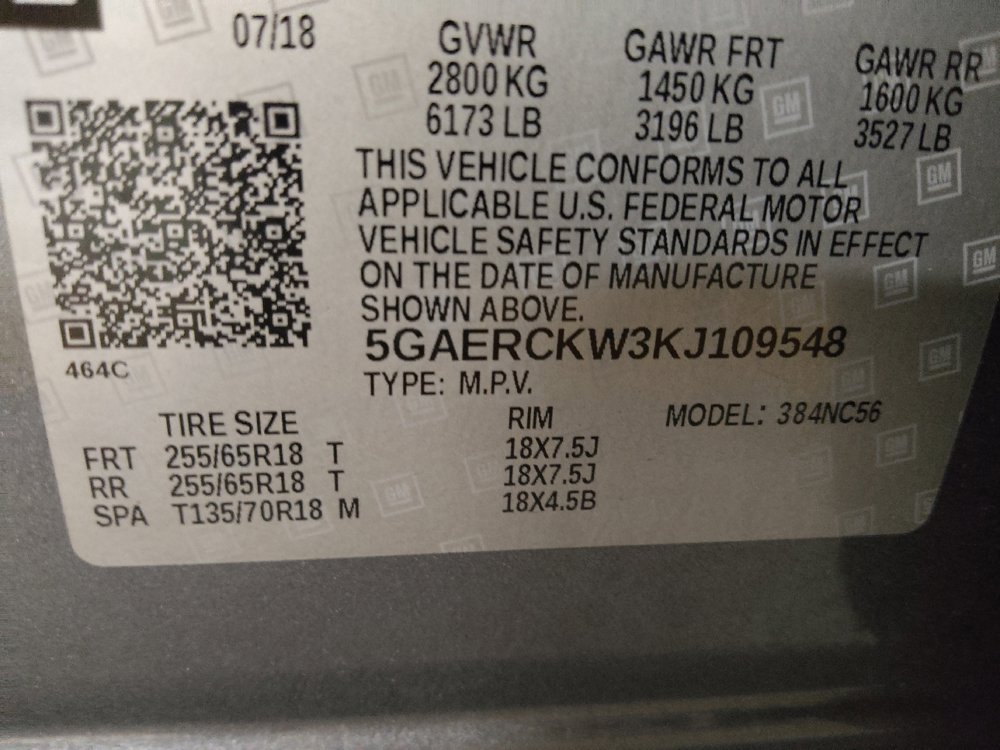 07/18
GVWR GAWR FRT GAWR RR
2800 KG 1450 KG 1600 KG
6173 LB 3196 LB 3527 LB
THIS VEHICLE CONFORMS TO ALL
APPLICABLE U.S. FEDERAL MOTOR
VEHICLE SAFETY STANDARDS IN EFFECT
ON THE DATE OF MANUFACTURE
SHOWN ABOVE.
5GAERCKW3KJ109548
464C
TYPE: M.P.V.
TIRE SIZE RIM MODEL: 384NC56
FRT 255/65R18 T 18X7.5J
RR 255/65R18 T 18X7.5J
SPA T135/70R18 M 18X4.5B
GM